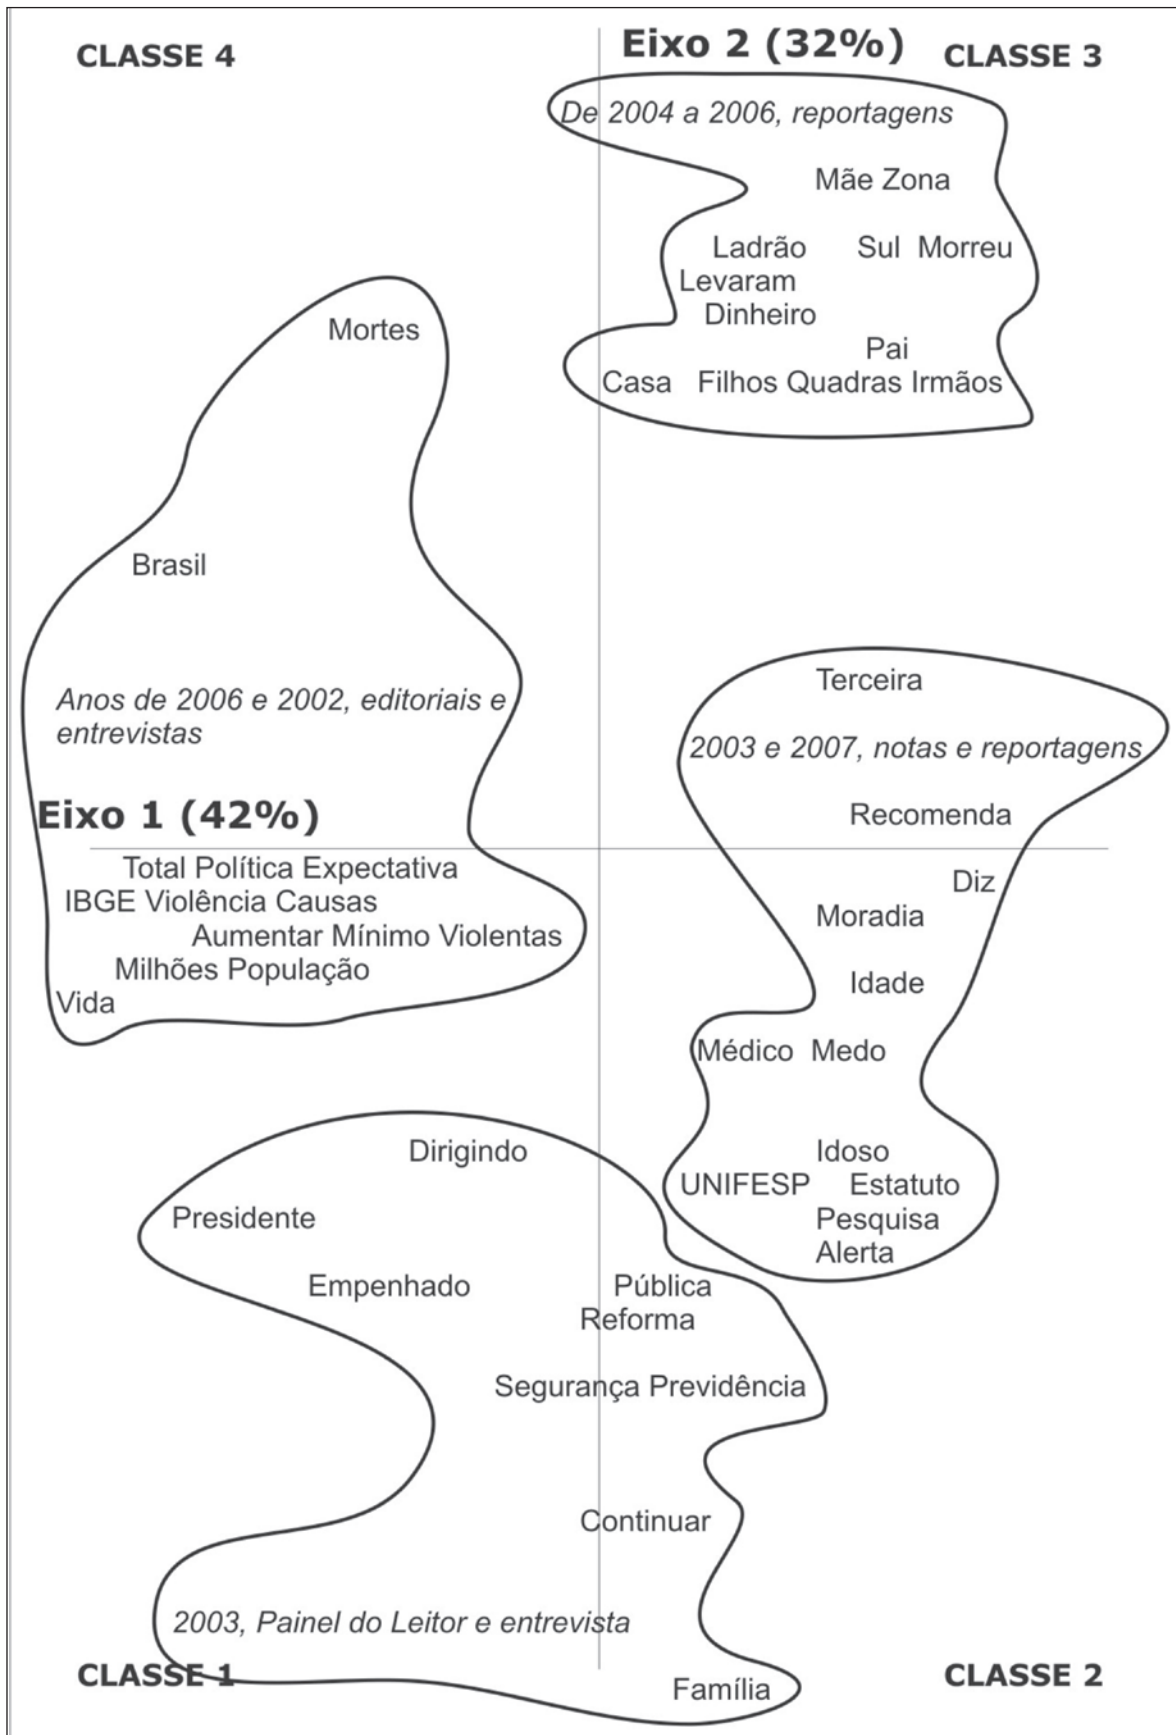 CLASSE 4
Eixo 2 (32%)
CLASSE 3
De 2004 a 2006, reportagens
Mãe Zona
Ladrão Sul Morreu
Levaram
Dinheiro
Pai
Casa Filhos Quadras Irmãos
Mortes
Brasil
Anos de 2006 e 2002, editoriais e
entrevistas
Eixo 1 (42%)
Total Política Expectativa
IBGE Violência Causas
Aumentar Mínimo Violentas
Milhões População
Vida
Terceira
2003 e 2007, notas e reportagens
Recomenda
Diz
Moradia
Idade
Médico Medo
Idoso
UNIFESP Estatuto
Pesquisa
Alerta
Dirigindo
Presidente
Empenhado Pública
Reforma
Segurança Previdência
Continuar
2003, Painel do Leitor e entrevista
Família
CLASSE 1
CLASSE 2